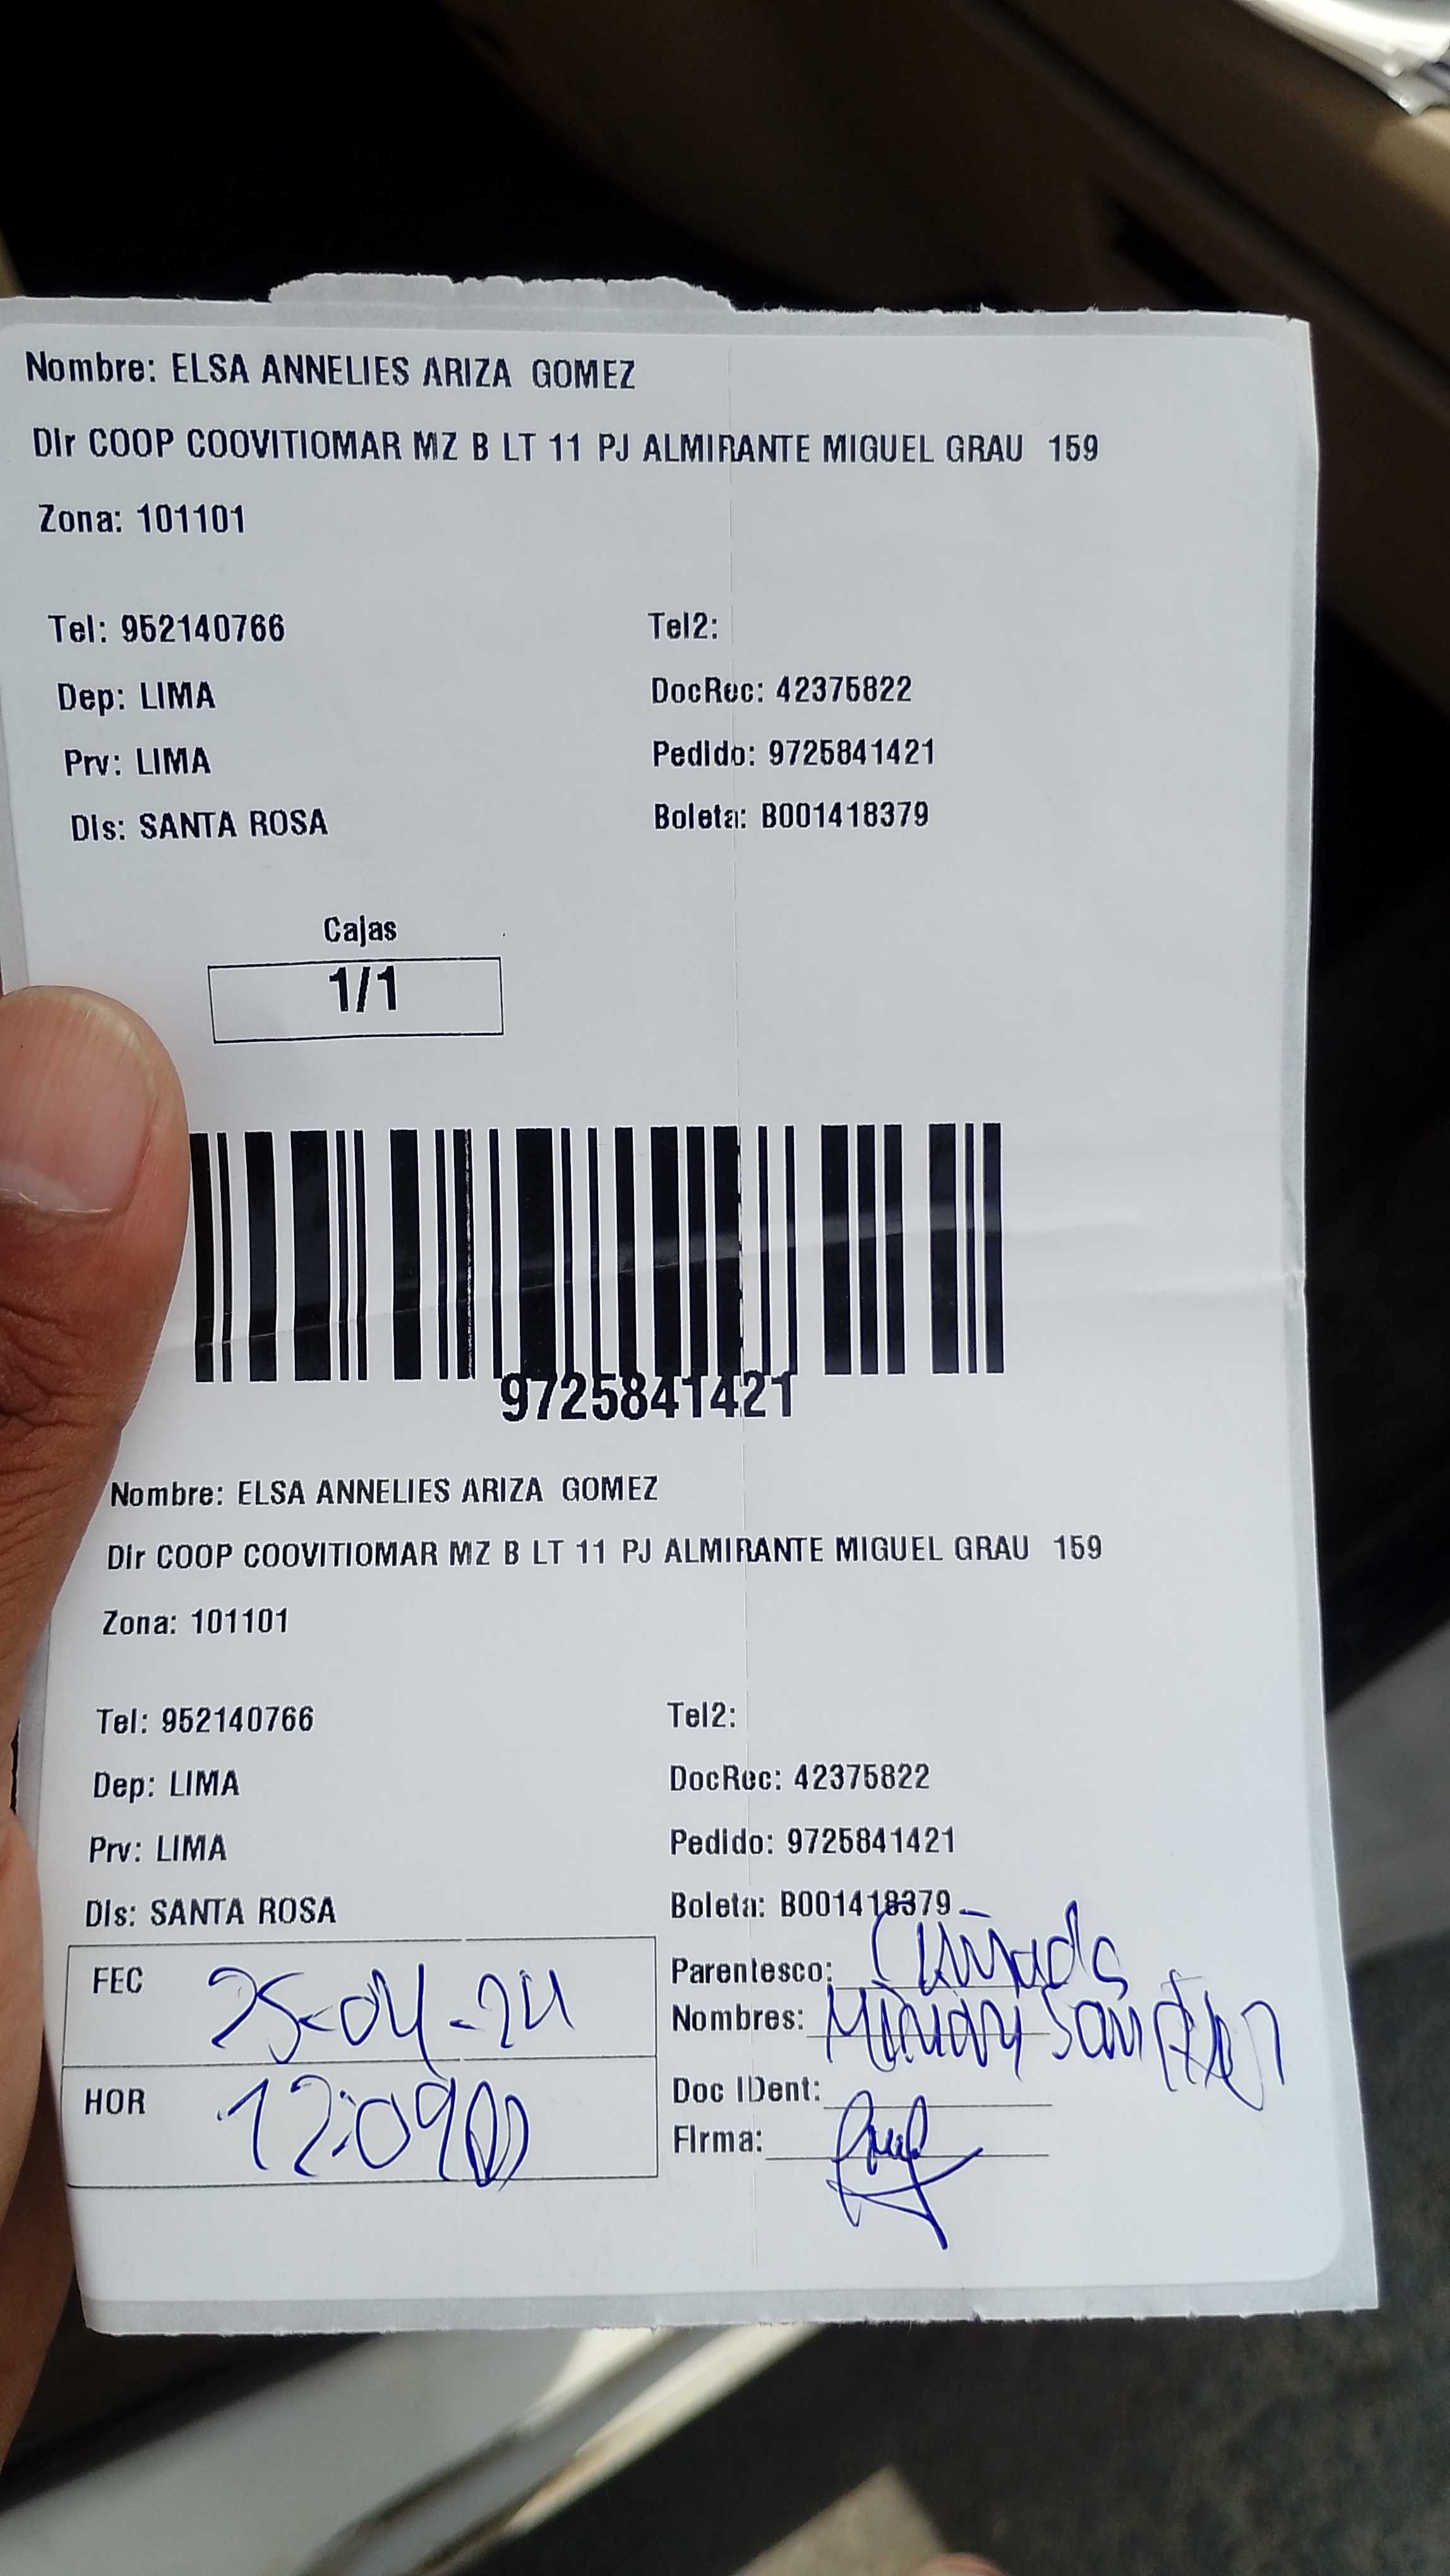 Nombre: ELSA ANNELIES ARIZA GOMEZ
DIr COOP COOVITIOMAR MZ B LT 11 PJ ALMIRANTE MIGUEL GRAU 159
Zona: 101101
Tel: 952140766 Tel2:
Dep: LIMA DocRec: 42375822
Prv: LIMA Pedido: 9725841421
DIs: SANTA ROSA Boleta: B001418379
Cajas
1/1
9725841421
Nombre: ELSA ANNELIES ARIZA GOMEZ
DIr COOP COOVITIOMAR MZ B LT 11 PJ ALMIRANTE MIGUEL GRAU 159
Zona: 101101
Tel: 952140766 Tel2:
Dep: LIMA DocRec: 42375822
Prv: LIMA Pedido: 9725841421
DIs: SANTA ROSA Boleta: B001418379
FEC 25-04-24 Parentesco: Cuñada
Nombres:
HOR 12:09 Doc IDent:
FIrma: